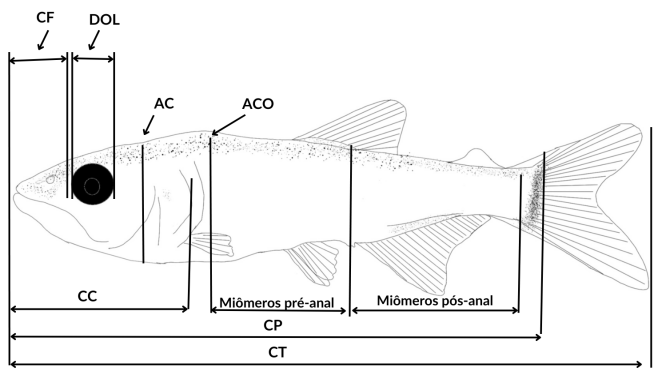 CF
DOL
AC
ACO
CC
Miômeros pré-anal
Miômeros pós-anal
CP
CT